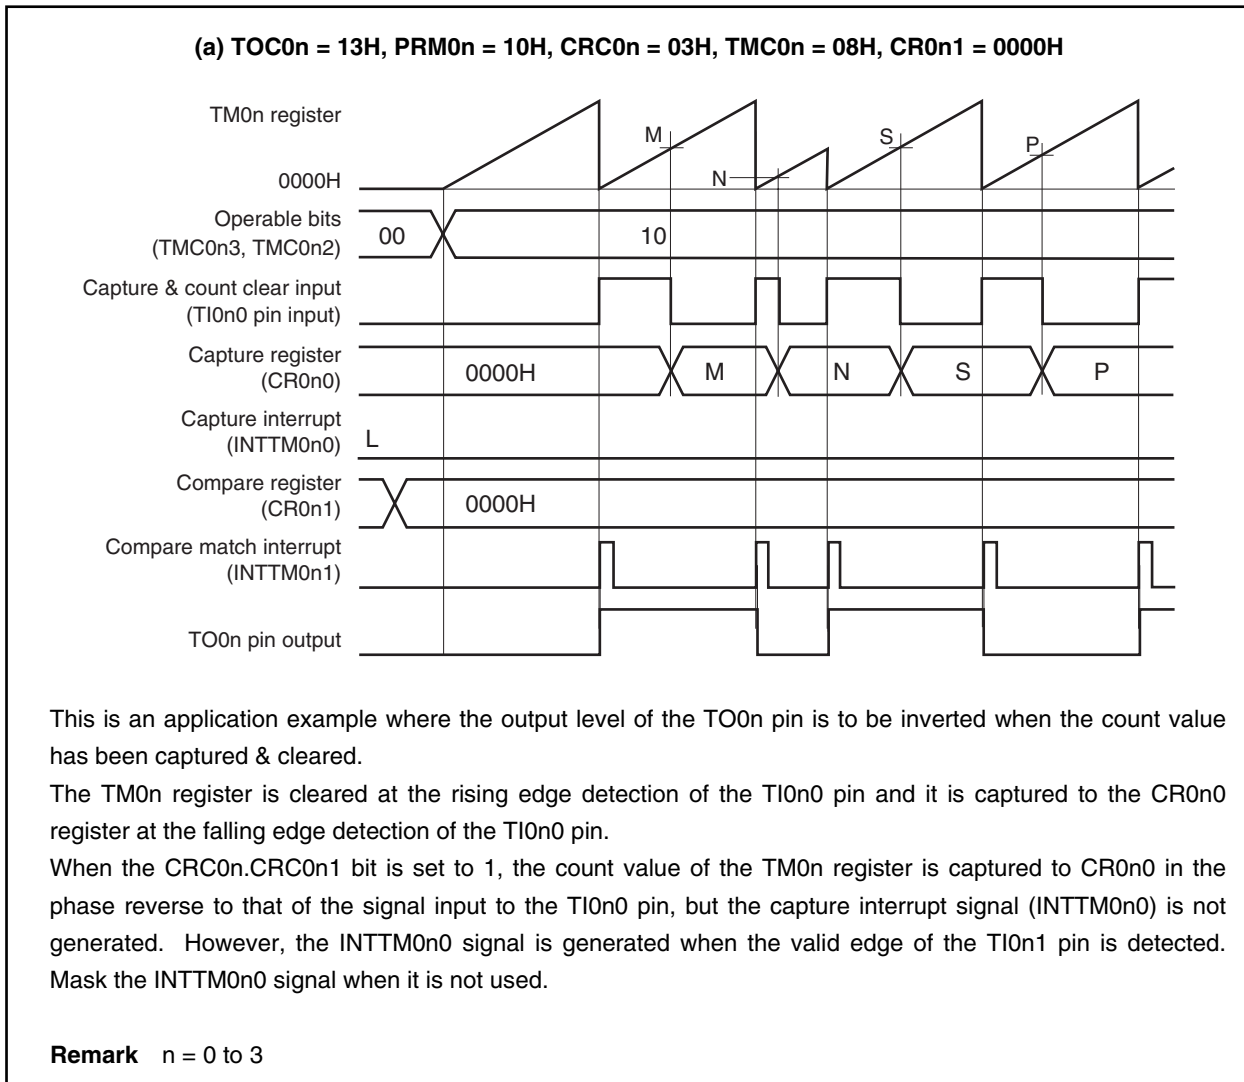 (a) TOC0n = 13H, PRM0n = 10H, CRC0n = 03H, TMC0n = 08H, CR0n1 = 0000H
TM0n register
M
S
P
N
0000H
Operable bits
(TMC0n3, TMC0n2)
00
10
Capture & count clear input
(TI0n0 pin input)
Capture register
(CR0n0)
0000H
M
N
S
P
Capture interrupt
(INTTM0n0)
L
Compare register
(CR0n1)
0000H
Compare match interrupt
(INTTM0n1)
TO0n pin output
This is an application example where the output level of the TO0n pin is to be inverted when the count value
has been captured & cleared.
The TM0n register is cleared at the rising edge detection of the TI0n0 pin and it is captured to the CR0n0
register at the falling edge detection of the TI0n0 pin.
When the CRC0n.CRC0n1 bit is set to 1, the count value of the TM0n register is captured to CR0n0 in the
phase reverse to that of the signal input to the TI0n0 pin, but the capture interrupt signal (INTTM0n0) is not
generated. However, the INTTM0n0 signal is generated when the valid edge of the TI0n1 pin is detected.
Mask the INTTM0n0 signal when it is not used.
Remark n = 0 to 3